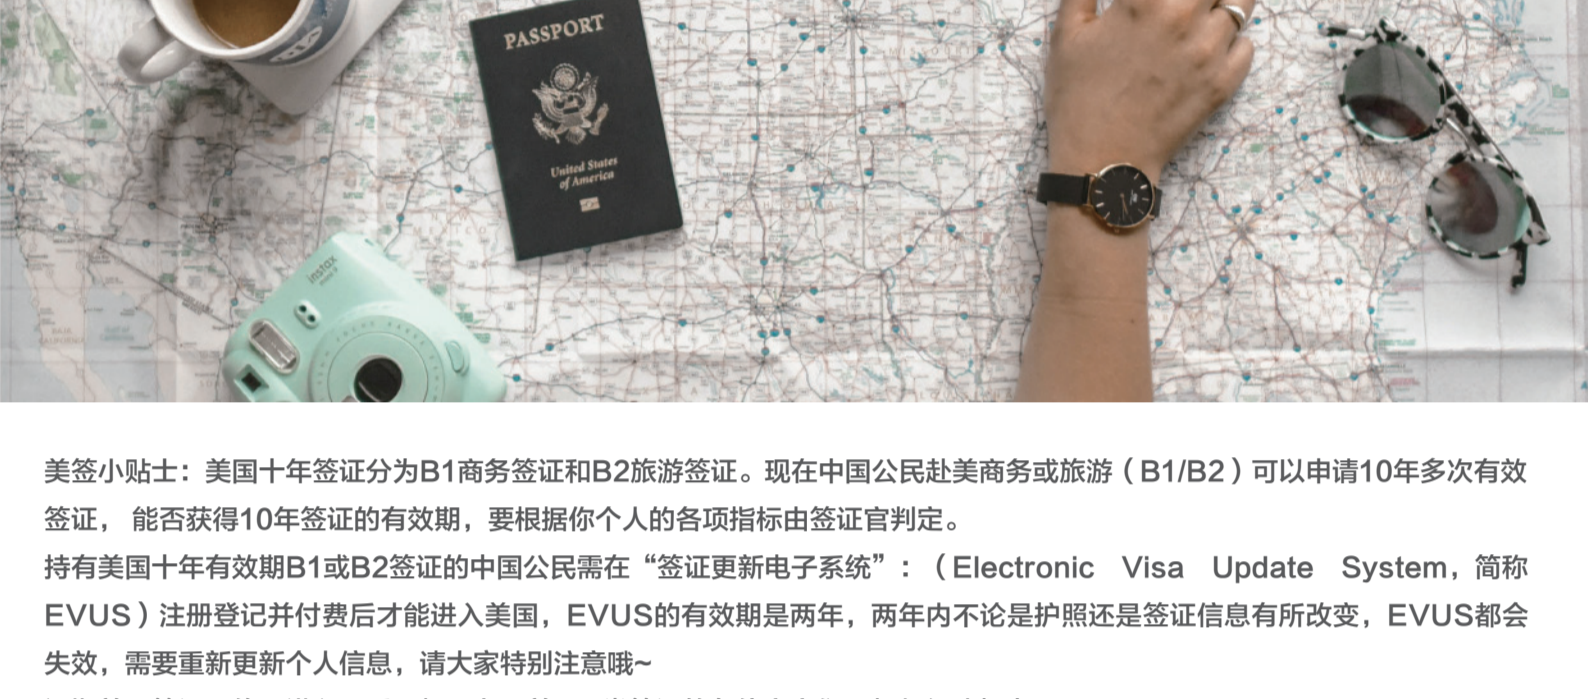 PASSPORT
United States
of America
instax
mini 9
美签小贴士：美国十年签证分为B1商务签证和B2旅游签证。现在中国公民赴美商务或旅游（B1/B2）可以申请10年多次有效
签证， 能否获得10年签证的有效期，要根据你个人的各项指标由签证官判定。
持有美国十年有效期B1或B2签证的中国公民需在“签证更新电子系统”：（Electronic Visa Update System，简称
EVUS）注册登记并付费后才能进入美国，EVUS的有效期是两年，两年内不论是护照还是签证信息有所改变，EVUS都会
失效，需要重新更新个人信息，请大家特别注意哦~